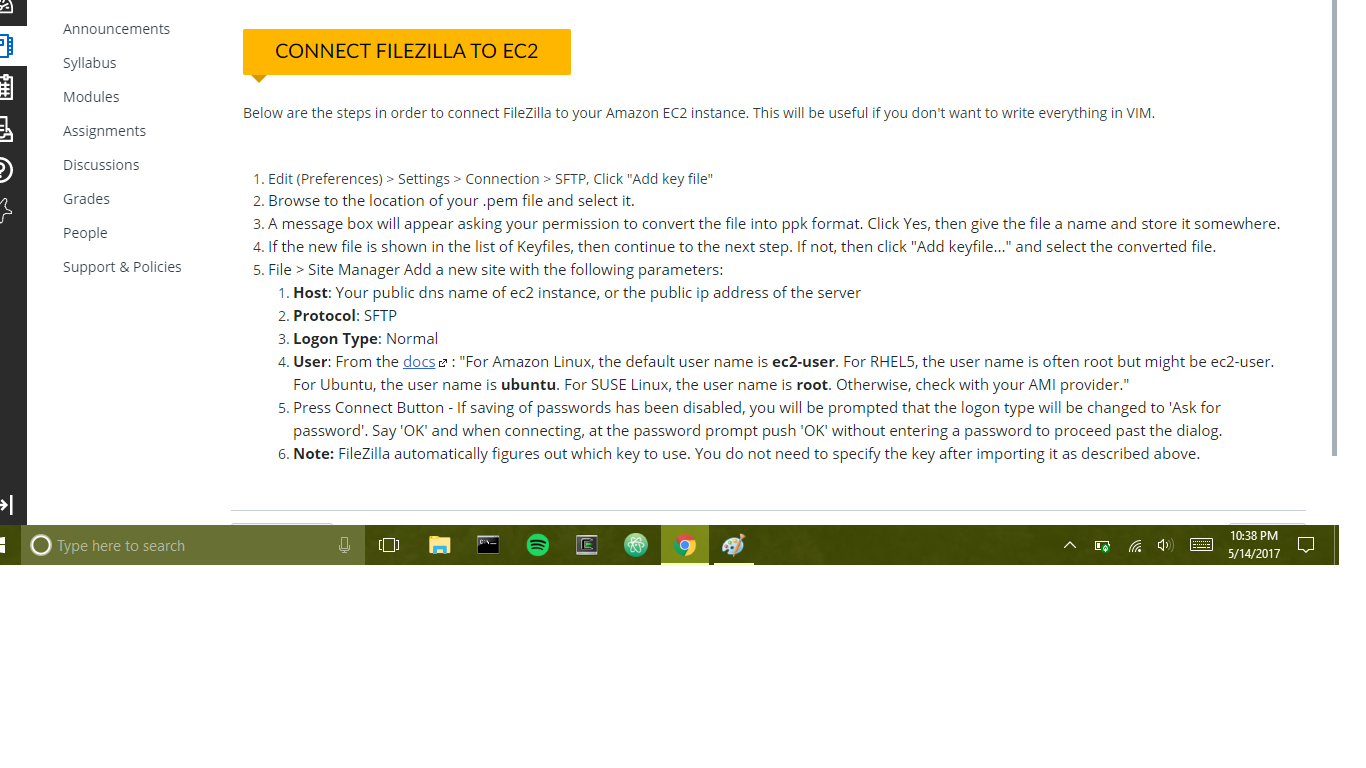 Announcements
Syllabus
Modules
Assignments
Discussions
Grades
People
Support & Policies
CONNECT FILEZILLA TO EC2
Below are the steps in order to connect FileZilla to your Amazon EC2 instance. This will be useful if you don't want to write everything in VIM.
1. Edit (Preferences) > Settings > Connection > SFTP, Click "Add key file"
2. Browse to the location of your .pem file and select it.
3. A message box will appear asking your permission to convert the file into ppk format. Click Yes, then give the file a name and store it somewhere.
4. If the new file is shown in the list of Keyfiles, then continue to the next step. If not, then click "Add keyfile..." and select the converted file.
5. File > Site Manager Add a new site with the following parameters:
1. Host: Your public dns name of ec2 instance, or the public ip address of the server
2. Protocol: SFTP
3. Logon Type: Normal
4. User: From the docs : "For Amazon Linux, the default user name is ec2-user. For RHEL5, the user name is often root but might be ec2-user.
For Ubuntu, the user name is ubuntu. For SUSE Linux, the user name is root. Otherwise, check with your AMI provider."
5. Press Connect Button - If saving of passwords has been disabled, you will be prompted that the logon type will be changed to 'Ask for
password'. Say 'OK' and when connecting, at the password prompt push 'OK' without entering a password to proceed past the dialog.
6. Note: FileZilla automatically figures out which key to use. You do not need to specify the key after importing it as described above.
Type here to search
10:38 PM
5/14/2017